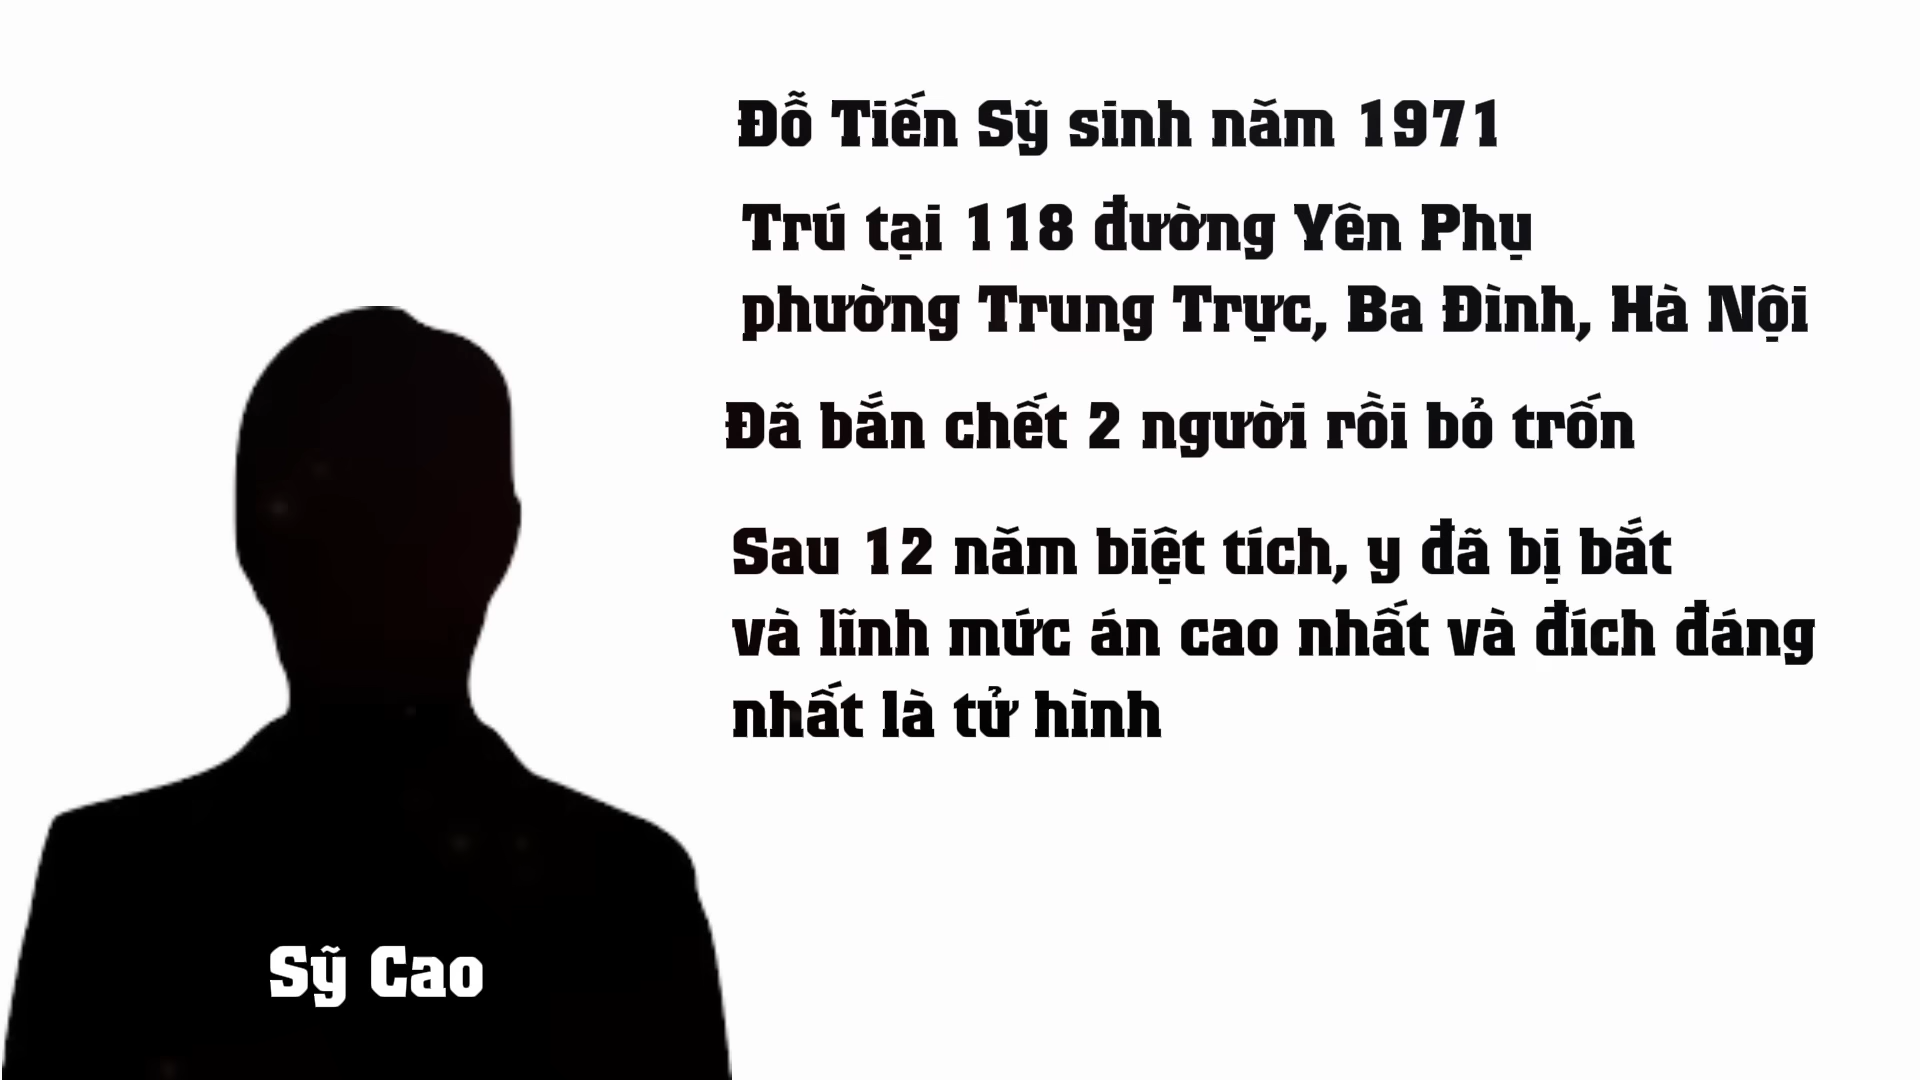 Đỗ Tiến Sỹ sinh năm 1971
Trú tại 118 đường Yên Phụ
phường Trung Trực, Ba Đình, Hà Nội
Đã bắn chết 2 người rồi bỏ trốn
Sau 12 năm biệt tích, y đã bị bắt
và lĩnh mức án cao nhất và đích đáng
nhất là tử hình
Sỹ Cao